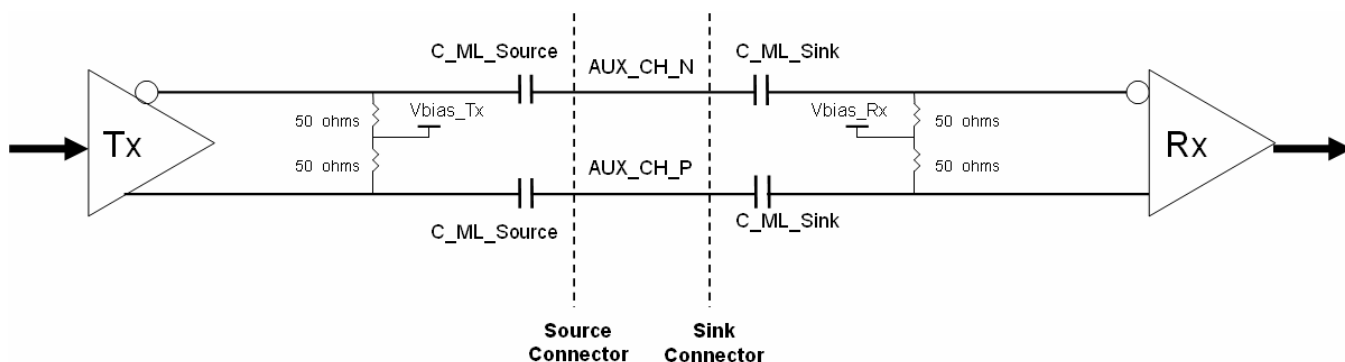 C_ML_Source
C_ML_Sink
AUX_CH_N
Vbias_Tx
Vbias_Rx
50 ohms
50 ohms
Tx
Rx
50 ohms
50 ohms
AUX_CH_P
C_ML_Source
C_ML_Sink
Source
Connector
Sink
Connector